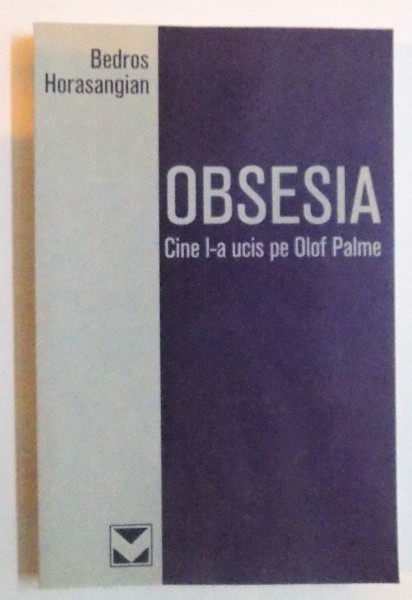 Bedros
Horasangian
OBSESIA
Cine l-a ucis pe Olof Palme